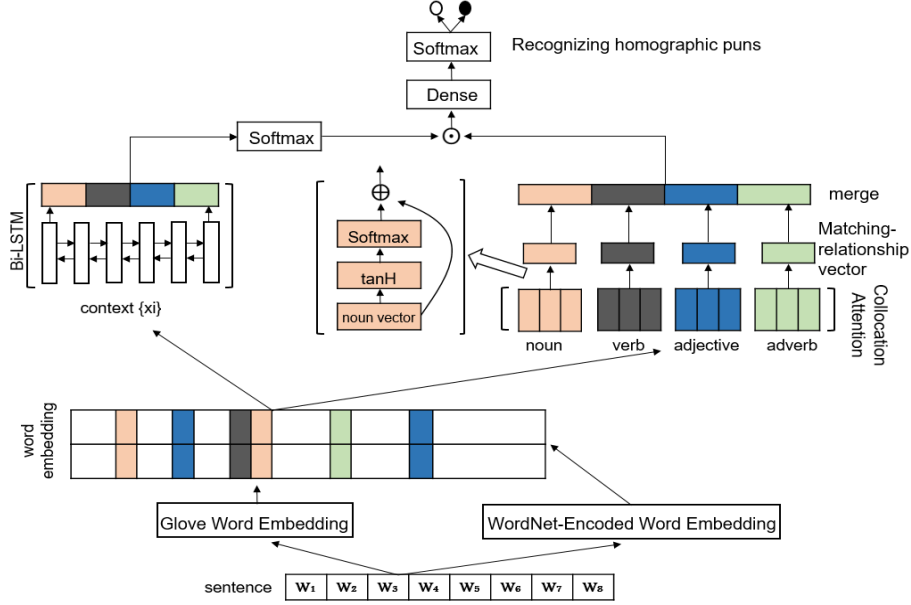 Softmax
Recognizing homographic puns
Dense
Softmax
Bi-LSTM
merge
Softmax
tanH
noun vector
Matching-
relationship
vector
context {xi}
Collocation
Attention
noun verb adjective adverb
word
embedding
Glove Word Embedding
WordNet-Encoded Word Embedding
sentence W1 W2 W3 W4 W5 W6 W7 W8